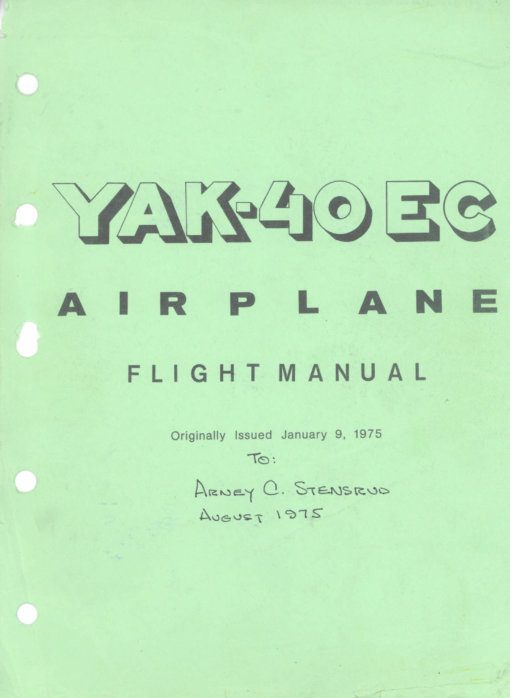 YAK-40 EC
AIRPLANE
FLIGHT MANUAL
Originally Issued January 9, 1975
TO:
ARNEY C. STENSRUD
AUGUST 1975